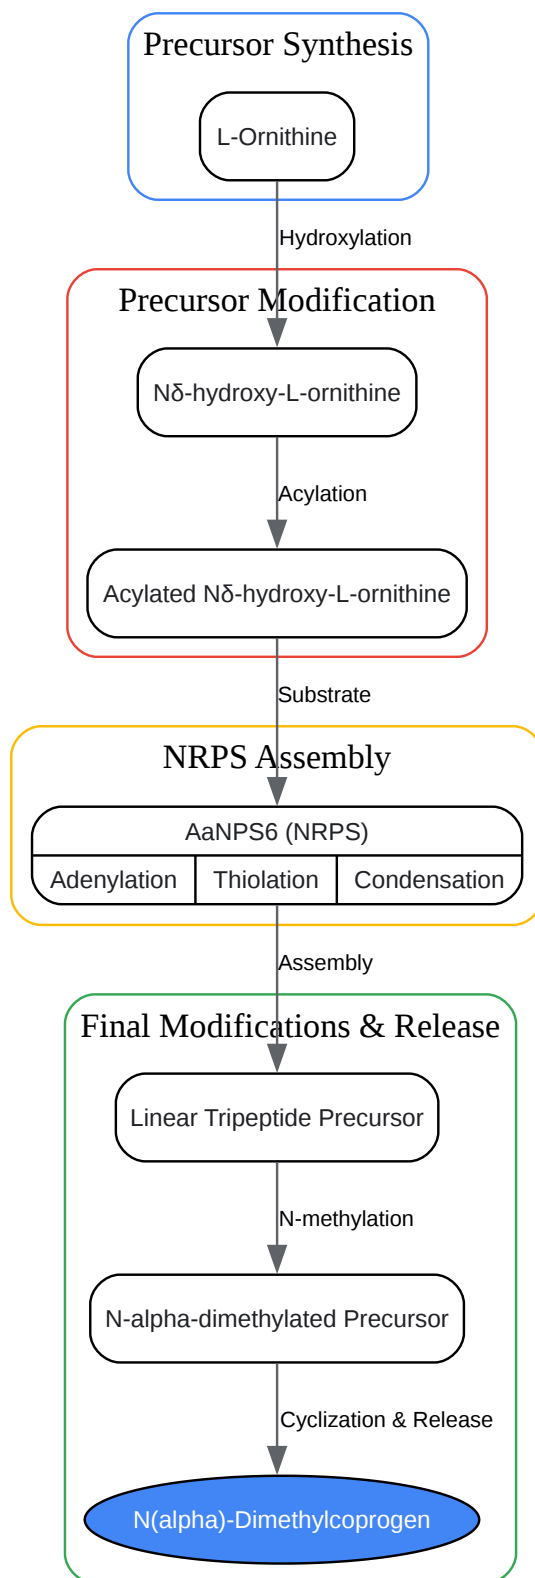 Precursor Synthesis
L-Ornithine
Hydroxylation
Precursor Modification
Nδ-hydroxy-L-ornithine
Acylation
Acylated Nδ-hydroxy-L-ornithine
Substrate
NRPS Assembly
AaNPS6 (NRPS)
Adenylation Thiolation Condensation
Assembly
Final Modifications & Release
Linear Tripeptide Precursor
N-methylation
N-alpha-dimethylated Precursor
Cyclization & Release
N(alpha)-Dimethylcoprogen